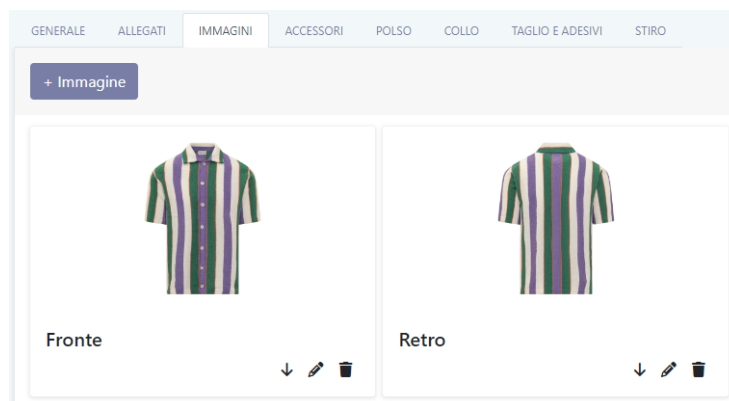 GENERALE ALLEGATI IMMAGINI ACCESSORI POLSO COLLO TAGLIO E ADESIVI STIRO
+ Immagine
Fronte Retro